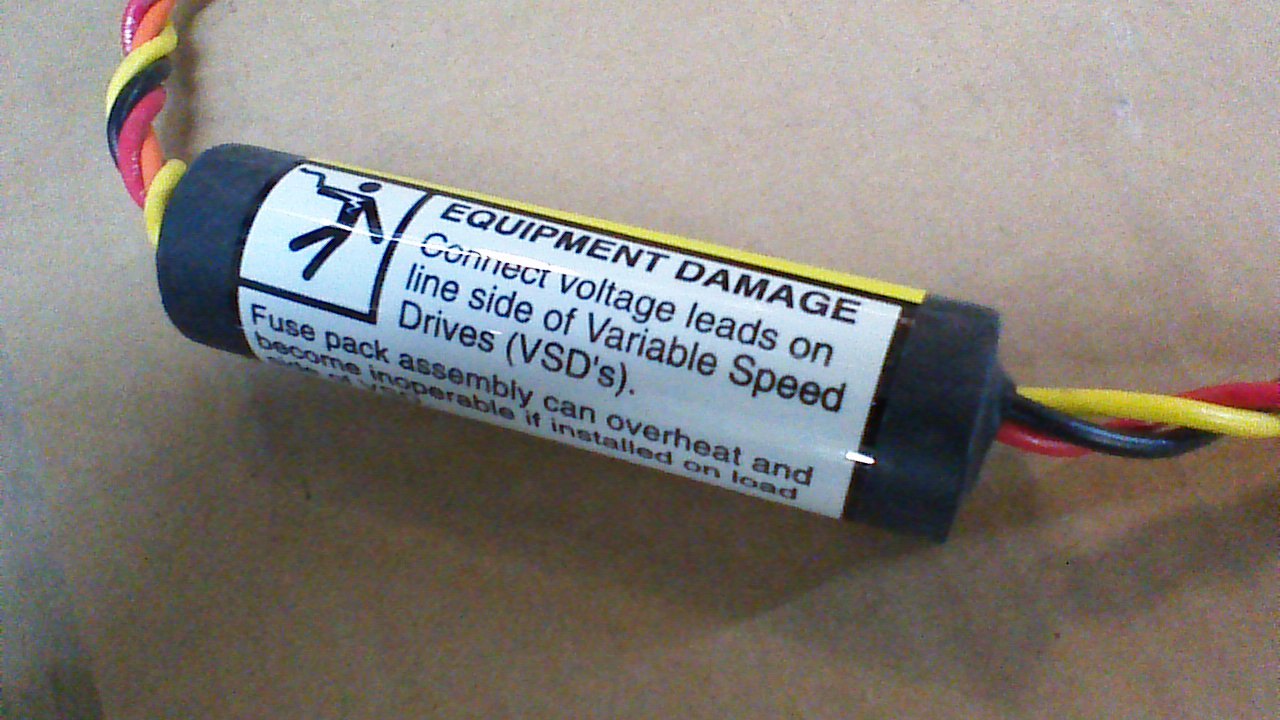 EQUIPMENT DAMAGE
Connect voltage leads on
line side of Variable Speed
Drives (VSD's).
Fuse pack assembly can overheat and
become inoperable if installed on load